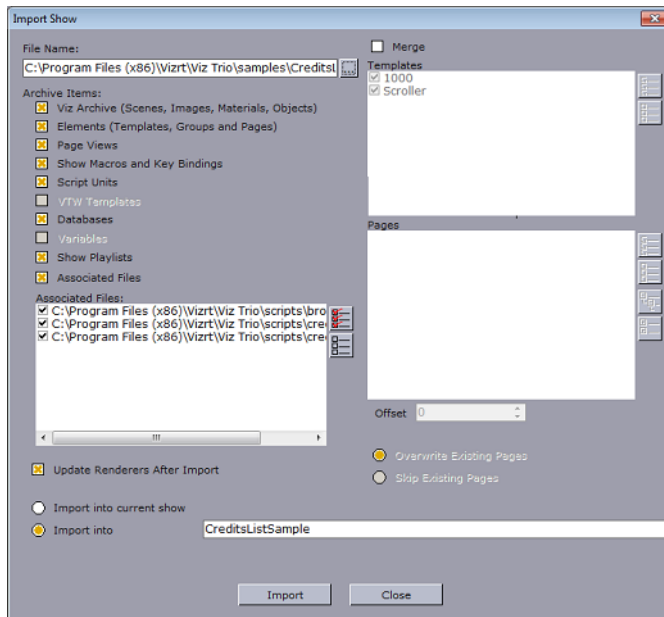 Import Show
File Name:
C:\Program Files (x86)\Vizrt\Viz Trio\samples\CreditsL
Archive Items:
Viz Archive (Scenes, Images, Materials, Objects)
Elements (Templates, Groups and Pages)
Page Views
Show Macros and Key Bindings
Script Units
VTW Templates
Databases
Variables
Show Playlists
Associated Files
Associated Files:
C:\Program Files (x86)\Vizrt\Viz Trio\scripts\bro
C:\Program Files (x86)\Vizrt\Viz Trio\scripts\cre
C:\Program Files (x86)\Vizrt\Viz Trio\scripts\cre
Update Renderers After Import
Import into current show
Import into
CreditsListSample
Merge
Templates
1000
Scroller
Pages
Offset 0
Overwrite Existing Pages
Skip Existing Pages
Import
Close